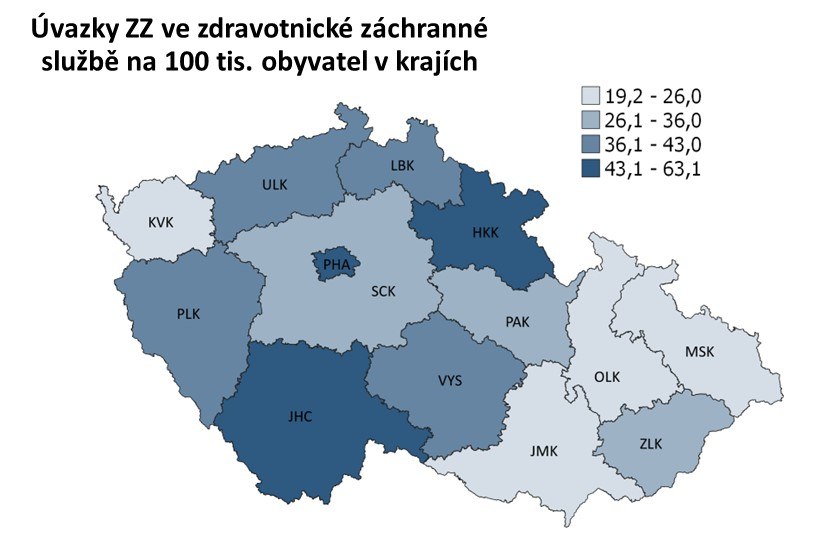 Úvazky ZZ ve zdravotnické záchranné
službě na 100 tis. obyvatel v krajích
19,2 - 26,0
26,1 - 36,0
36,1 - 43,0
43,1 - 63,1
LBK
ULK
KVK
HKK
PHA
SCK
PLK
PAK
MSK
OLK
VYS
JHC
ZLK
JMK